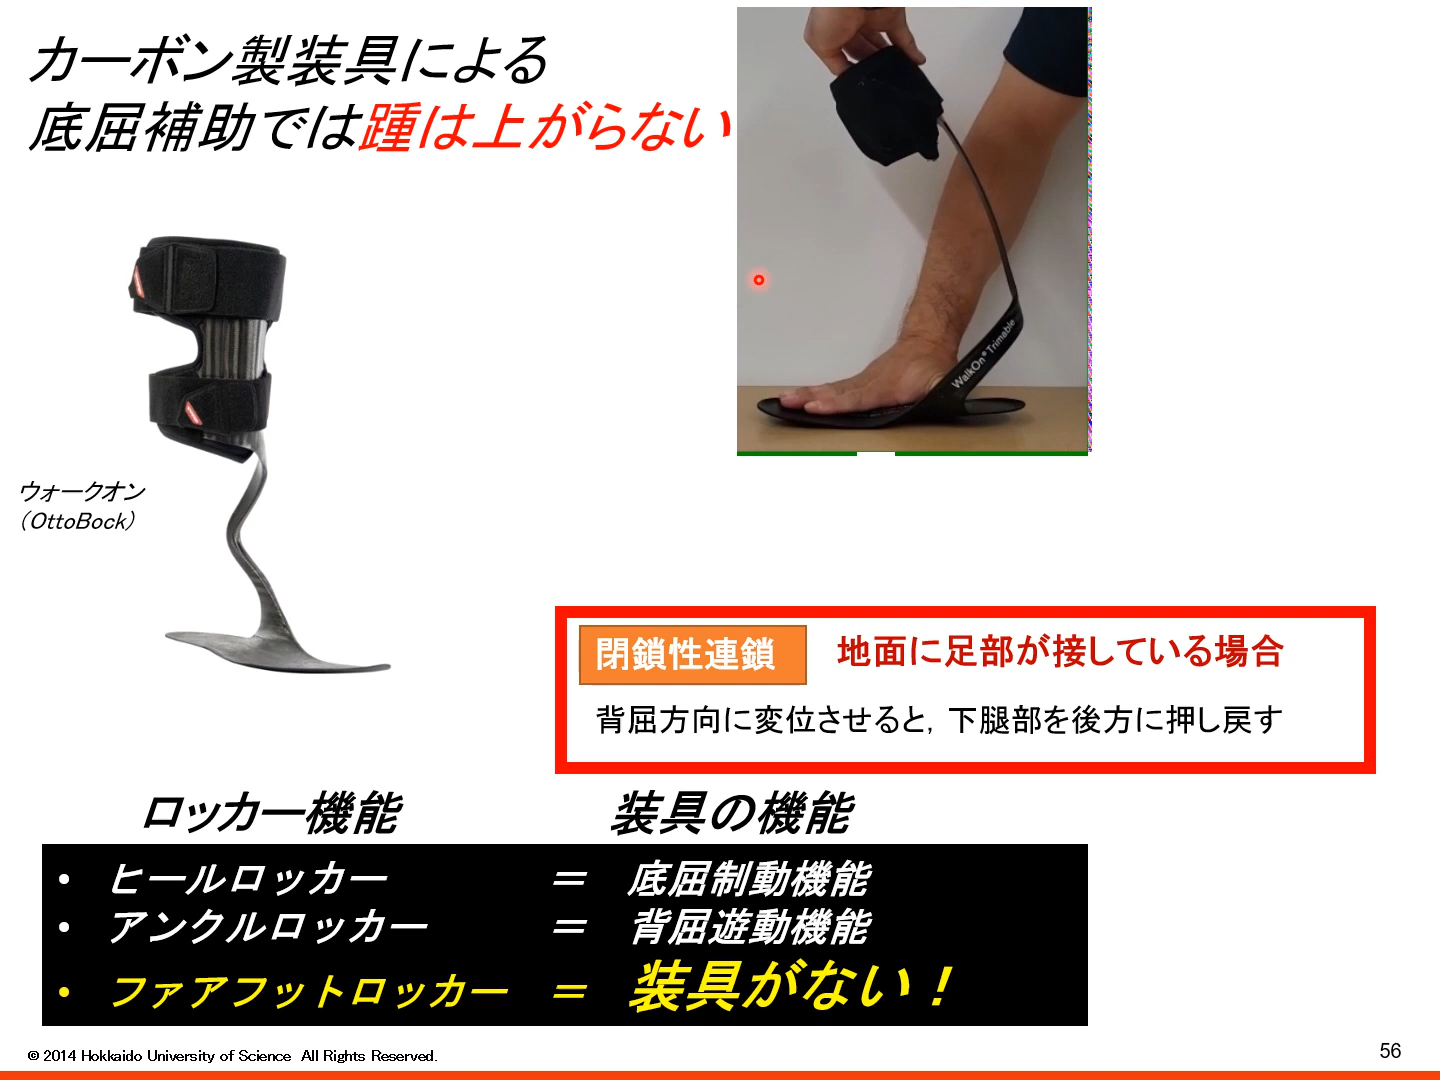 カーボン製装具による
底屈補助では踵は上がらない
WalkOn® Trimable
ウォークオン
（OttoBock）
閉鎖性連鎖 地面に足部が接している場合
背屈方向に変位させると，下腿部を後方に押し戻す
ロッカー機能 装具の機能
• ヒールロッカー ＝ 底屈制動機能
• アンクルロッカー ＝ 背屈遊動機能
• ファアフットロッカー ＝ 装具がない！
© 2014 Hokkaido University of Science All Rights Reserved.
56